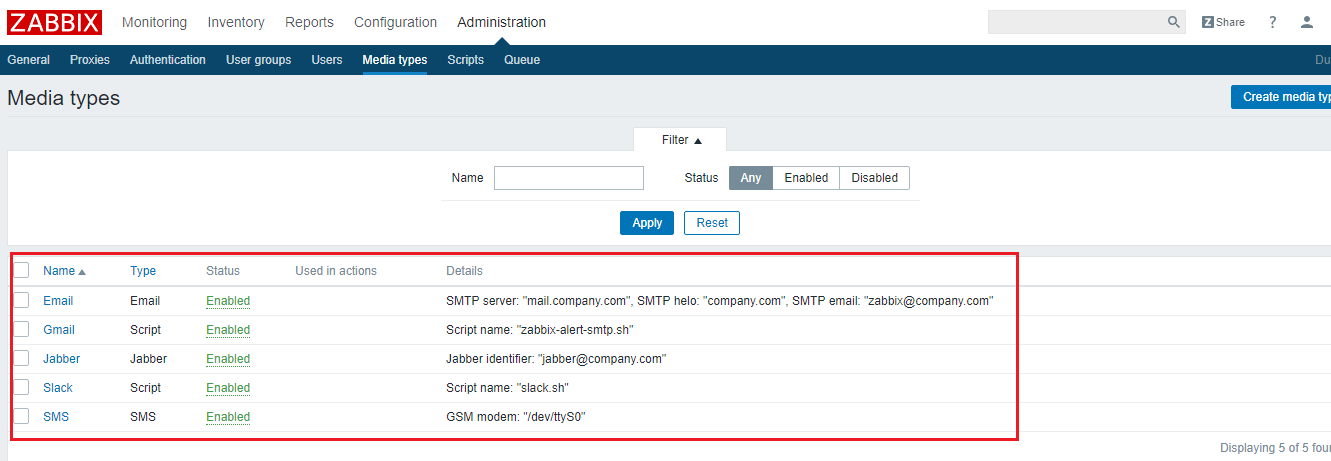 ZABBIX Monitoring Inventory Reports Configuration Administration Z Share ?
General Proxies Authentication User groups Users Media types Scripts Queue Du
Media types Create media typ
Filter
Name Status Any Enabled Disabled
Apply Reset
Name Type Status Used in actions Details
Email Email Enabled SMTP server: "mail.company.com", SMTP helo: "company.com", SMTP email: "zabbix@company.com"
Gmail Script Enabled Script name: "zabbix-alert-smtp.sh"
Jabber Jabber Enabled Jabber identifier: "jabber@company.com"
Slack Script Enabled Script name: "slack.sh"
SMS SMS Enabled GSM modem: "/dev/ttyS0"
Displaying 5 of 5 foun